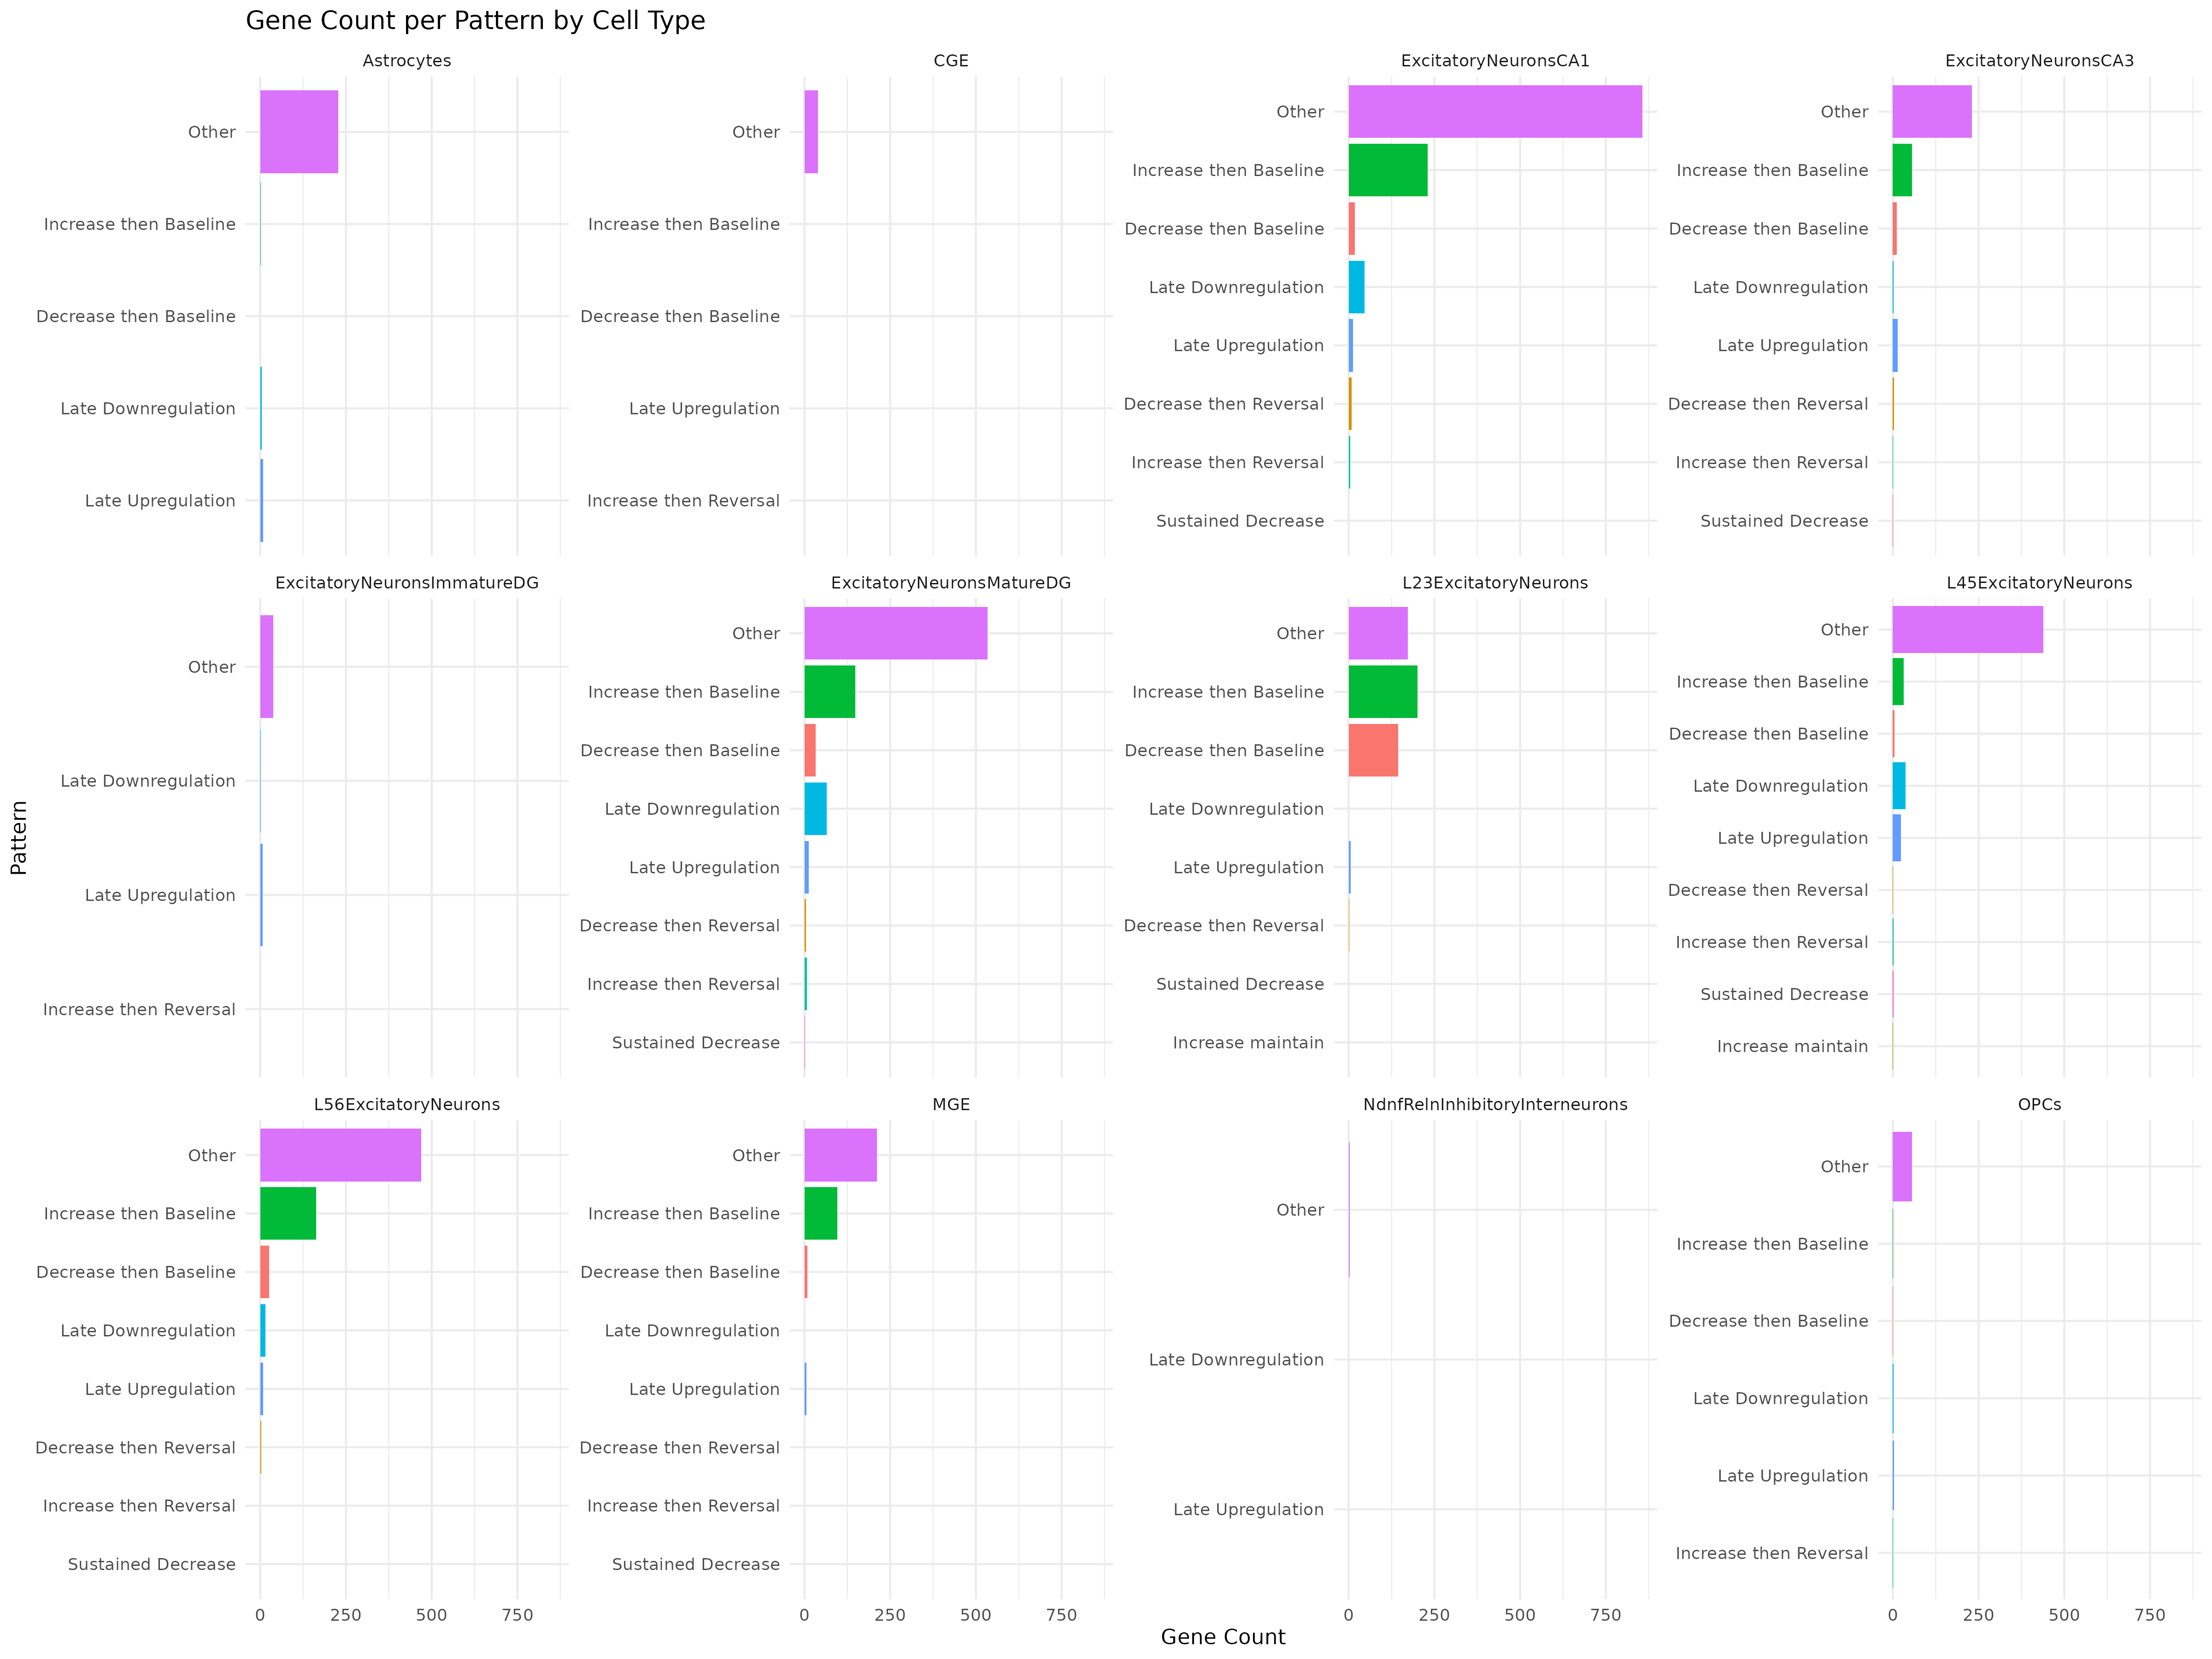 Gene Count per Pattern by Cell Type
Astrocytes
Other
Increase then Baseline
Decrease then Baseline
Late Downregulation
Late Upregulation
CGE
Other
Increase then Baseline
Decrease then Baseline
Late Upregulation
Increase then Reversal
ExcitatoryNeuronsCA1
Other
Increase then Baseline
Decrease then Baseline
Late Downregulation
Late Upregulation
Decrease then Reversal
Increase then Reversal
Sustained Decrease
ExcitatoryNeuronsCA3
Other
Increase then Baseline
Decrease then Baseline
Late Downregulation
Late Upregulation
Decrease then Reversal
Increase then Reversal
Sustained Decrease
Pattern
ExcitatoryNeuronsImmatureDG
Other
Late Downregulation
Late Upregulation
Increase then Reversal
ExcitatoryNeuronsMatureDG
Other
Increase then Baseline
Decrease then Baseline
Late Downregulation
Late Upregulation
Decrease then Reversal
Increase then Reversal
Sustained Decrease
L23ExcitatoryNeurons
Other
Increase then Baseline
Decrease then Baseline
Late Downregulation
Late Upregulation
Decrease then Reversal
Sustained Decrease
Increase maintain
L45ExcitatoryNeurons
Other
Increase then Baseline
Decrease then Baseline
Late Downregulation
Late Upregulation
Decrease then Reversal
Increase then Reversal
Sustained Decrease
Increase maintain
L56ExcitatoryNeurons
Other
Increase then Baseline
Decrease then Baseline
Late Downregulation
Late Upregulation
Decrease then Reversal
Increase then Reversal
Sustained Decrease
0 250 500 750
MGE
Other
Increase then Baseline
Decrease then Baseline
Late Downregulation
Late Upregulation
Decrease then Reversal
Increase then Reversal
Sustained Decrease
0 250 500 750
NdnfRelnInhibitoryInterneurons
Other
Late Downregulation
Late Upregulation
0 250 500 750
OPCs
Other
Increase then Baseline
Decrease then Baseline
Late Downregulation
Late Upregulation
Increase then Reversal
0 250 500 750
Gene Count